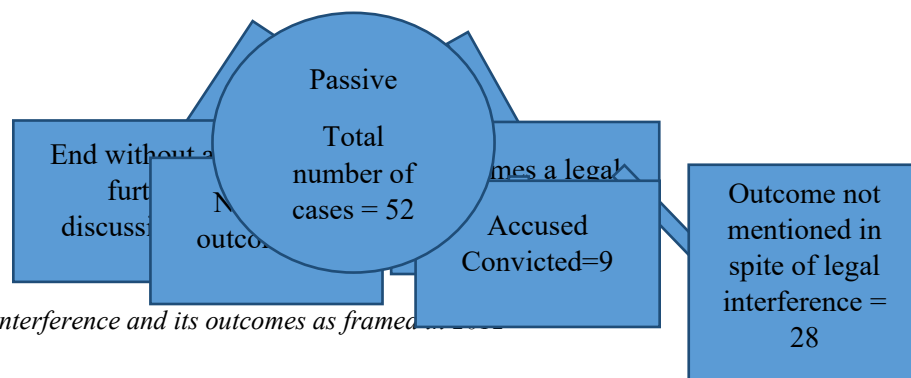 Passive
Total
number of
cases = 52
End without a
furt
discussi
N
outco
mes a legal
Accused
Convicted=9
Outcome not
mentioned in
spite of legal
interference =
28
nterference and its outcomes as framed